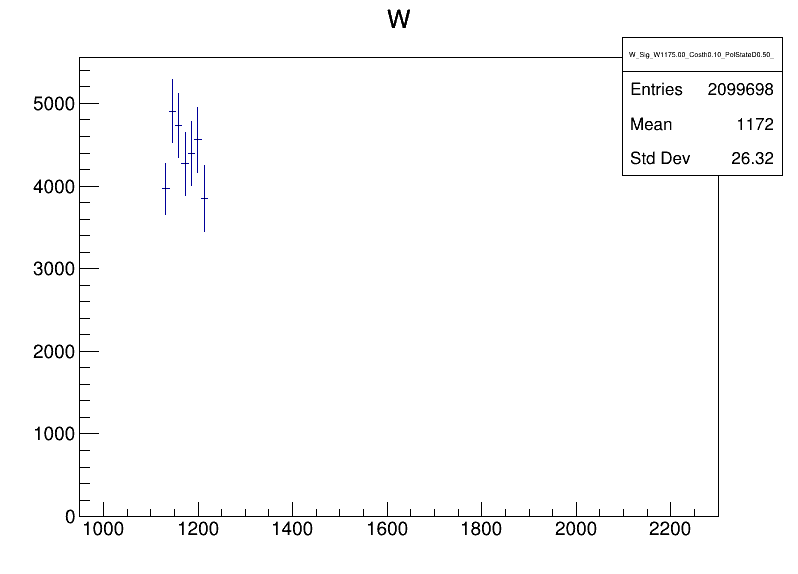 W
W_Sig_W1175.00_Costh0.10_PolStateD0.50_
Entries 2099698
Mean 1172
Std Dev 26.32
5000
4000
3000
2000
1000
0
1000 1200 1400 1600 1800 2000 2200